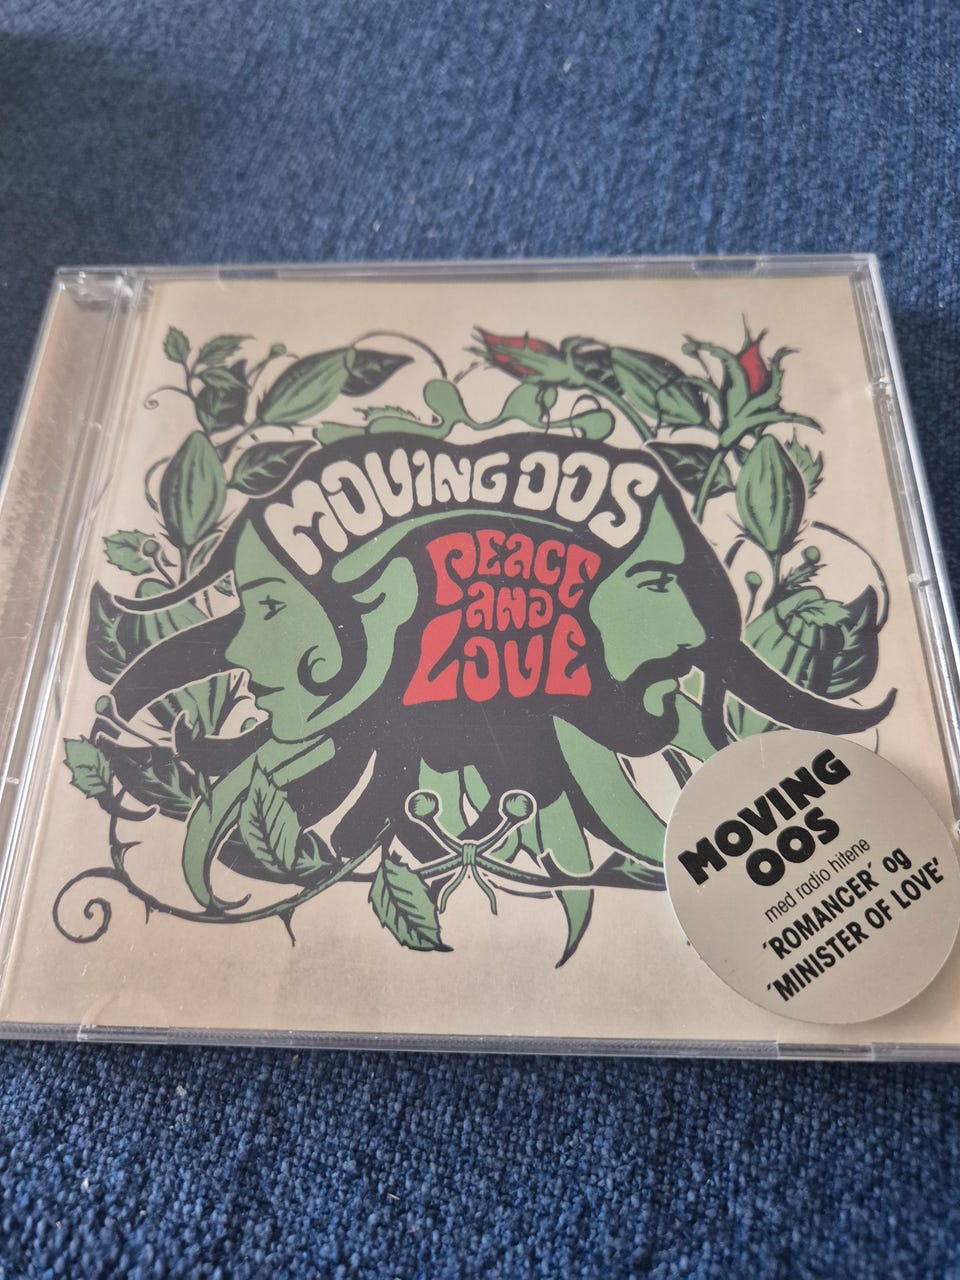 MOVING OOS
PEACE
AND
LOVE
MOVING
OOS
med radio hitene
'ROMANCER' og
'MINISTER OF LOVE'